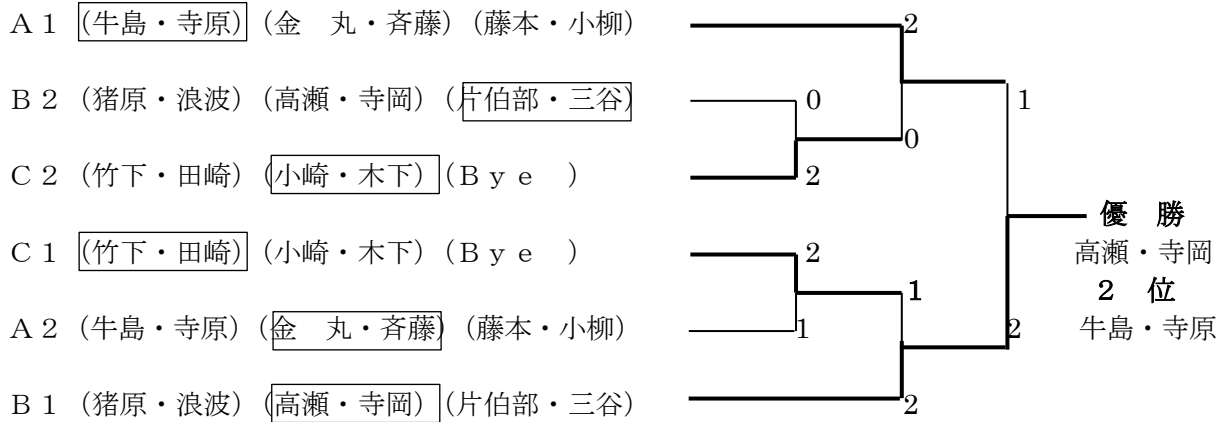 Ａ１ (牛島・寺原) (金　丸・斉藤) (藤本・小柳) 2
1
Ｂ２ (猪原・浪波) (高瀬・寺岡) (片伯部・三谷) 0
0
Ｃ２ (竹下・田崎) (小崎・木下) (Ｂｙｅ　) 2
優　勝
Ｃ１ (竹下・田崎) (小崎・木下) (Ｂｙｅ　) 2
高瀬・寺岡
1
２　位
Ａ２ (牛島・寺原) (金　丸・斉藤) (藤本・小柳) 1
2
牛島・寺原
Ｂ１ (猪原・浪波) (高瀬・寺岡) (片伯部・三谷) 2